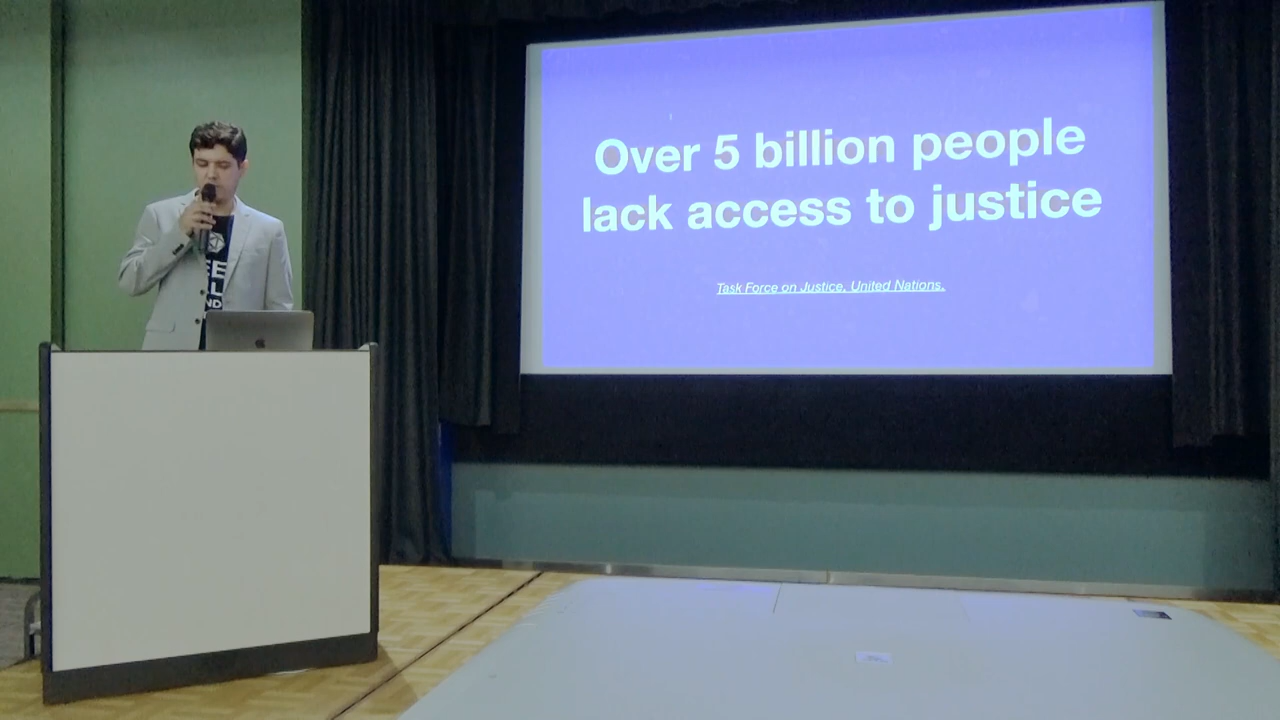 Over 5 billion people
lack access to justice
Task Force on Justice, United Nations.